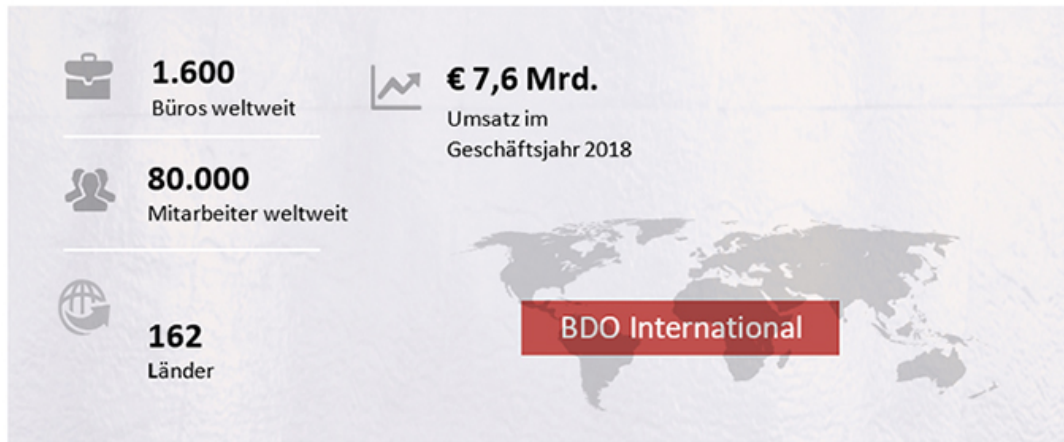 1.600
Büros weltweit
80.000
Mitarbeiter weltweit
162
Länder
€ 7,6 Mrd.
Umsatz im
Geschäftsjahr 2018
BDO International